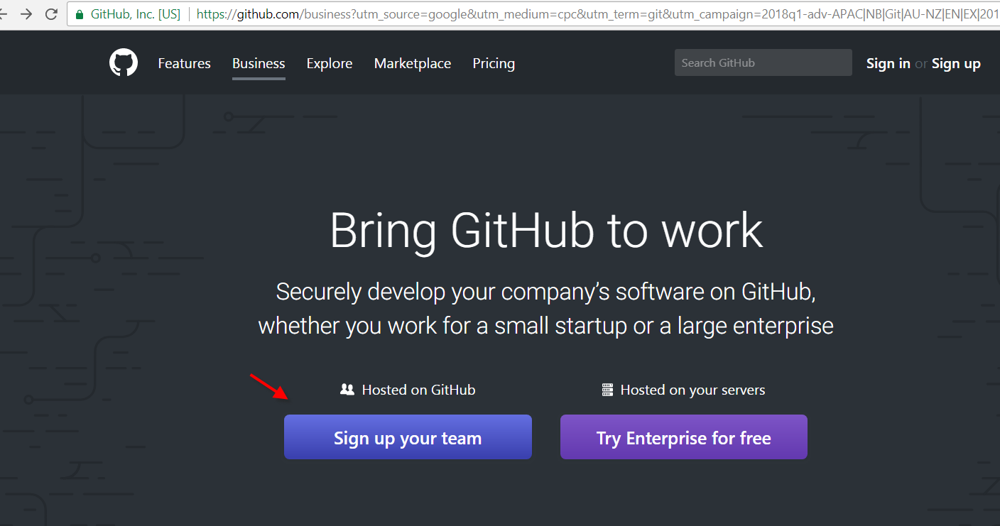 GitHub, Inc. [US] https://github.com/business?utm_source=google&utm_medium=cpc&utm_term=git&utm_campaign=2018q1-adv-APAC|NB|Git|AU-NZ|EN|EX|201
Features Business Explore Marketplace Pricing Search GitHub Sign in or Sign up
Bring GitHub to work
Securely develop your company’s software on GitHub,
whether you work for a small startup or a large enterprise
Hosted on GitHub Hosted on your servers
Sign up your team Try Enterprise for free